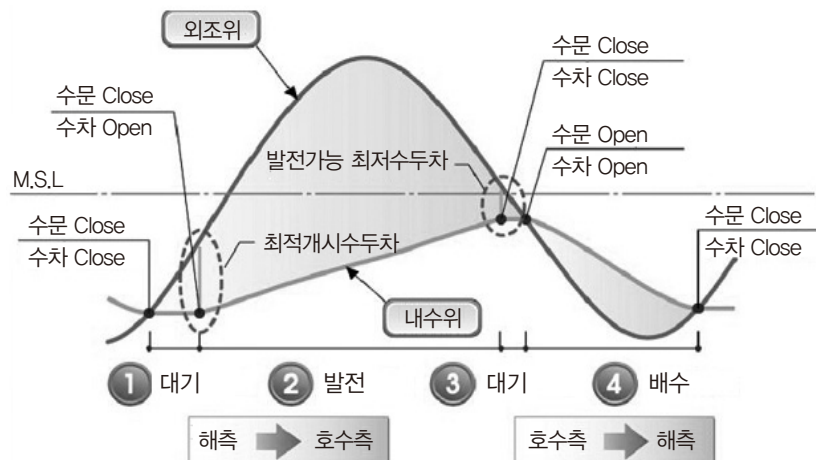 외조위
수문 Close
수차 Close
수문 Close
수차 Open
수문 Open
수차 Open
발전가능 최저수두차
M.S.L
수문 Close
수차 Close
수문 Close
수차 Close
최적개시수두차
내수위
1 대기
2 발전
3 대기
4 배수
해측 호수측
호수측 해측